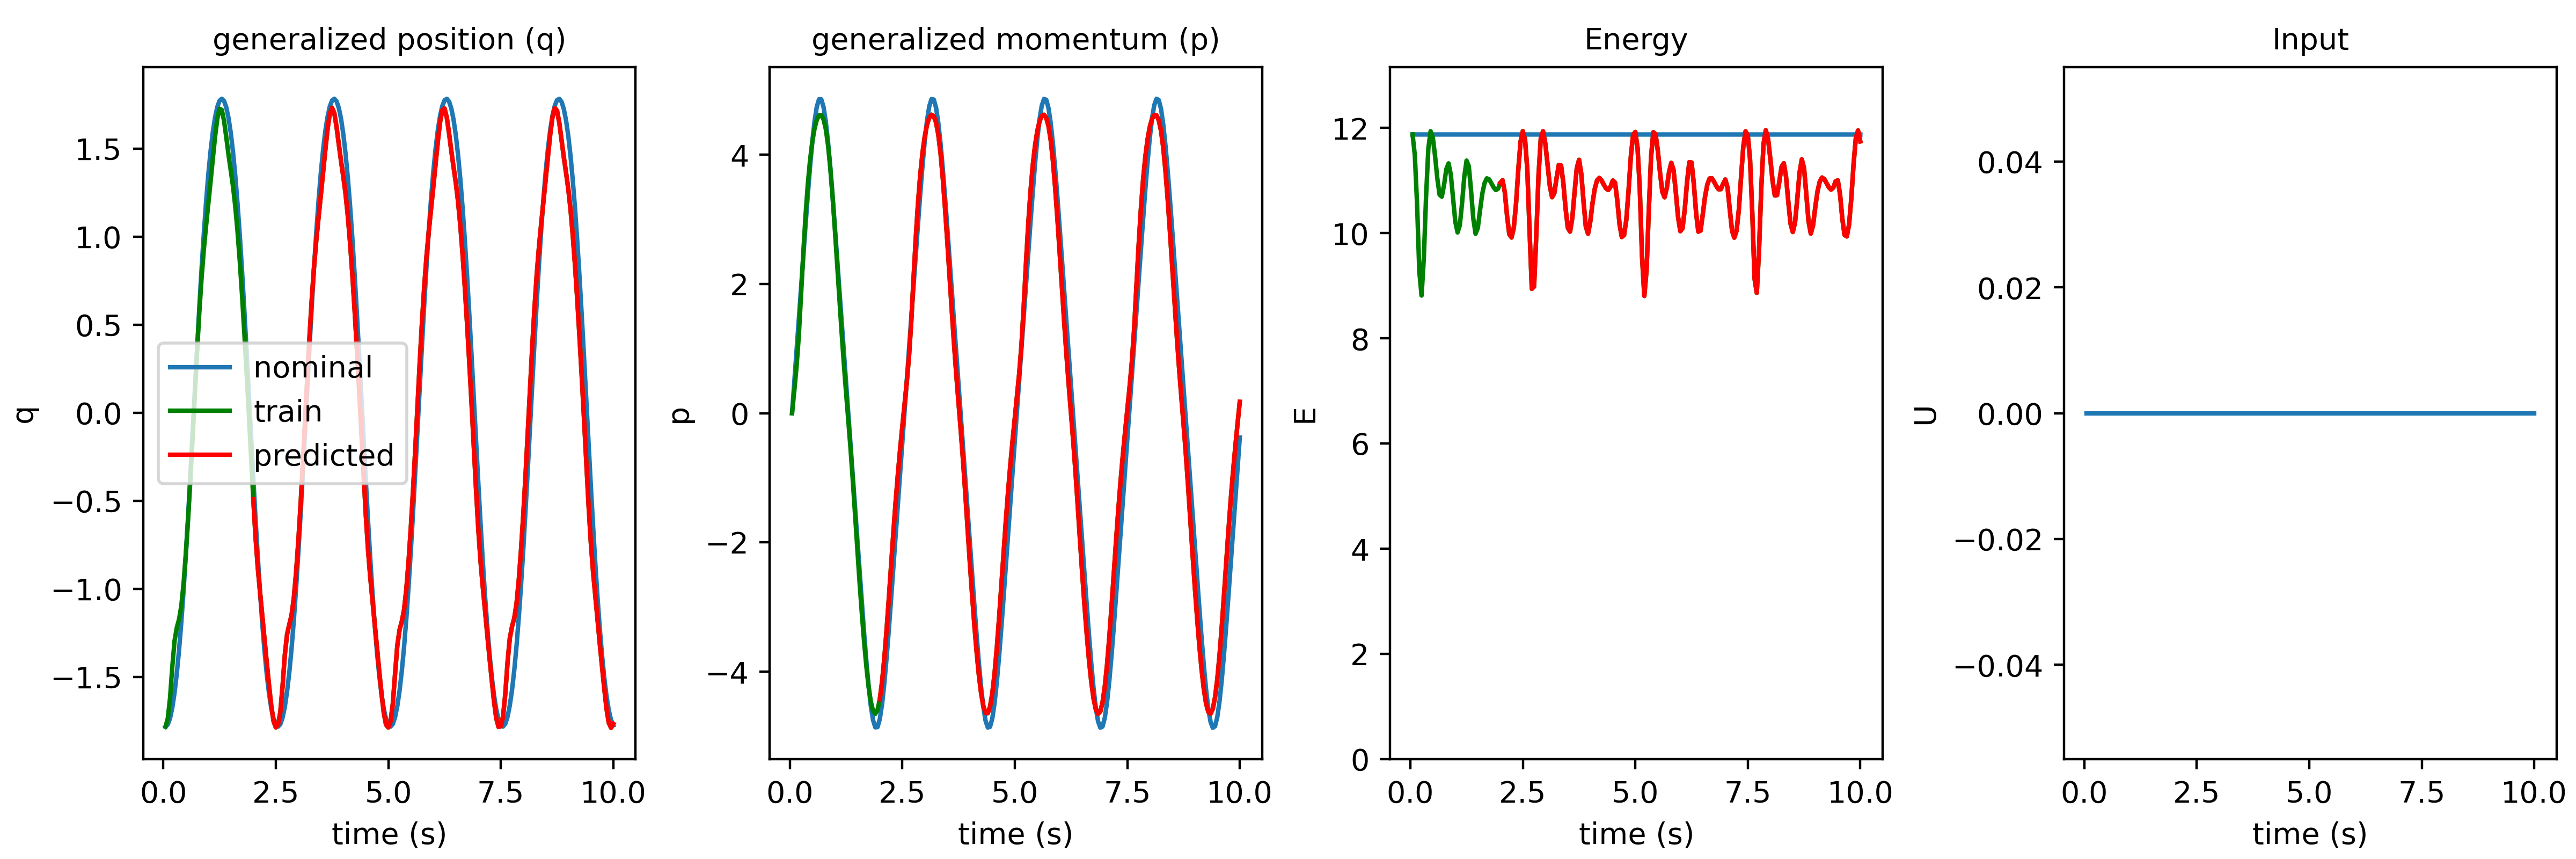 generalized position (q)
1.5
1.0
0.5
0.0
−0.5
−1.0
−1.5
q
nominal
train
predicted
0.0 2.5 5.0 7.5 10.0
time (s)
generalized momentum (p)
4
2
0
−2
−4
p
0.0 2.5 5.0 7.5 10.0
time (s)
Energy
12
10
8
6
4
2
0
E
0.0 2.5 5.0 7.5 10.0
time (s)
Input
0.04
0.02
0.00
−0.02
−0.04
U
0.0 2.5 5.0 7.5 10.0
time (s)